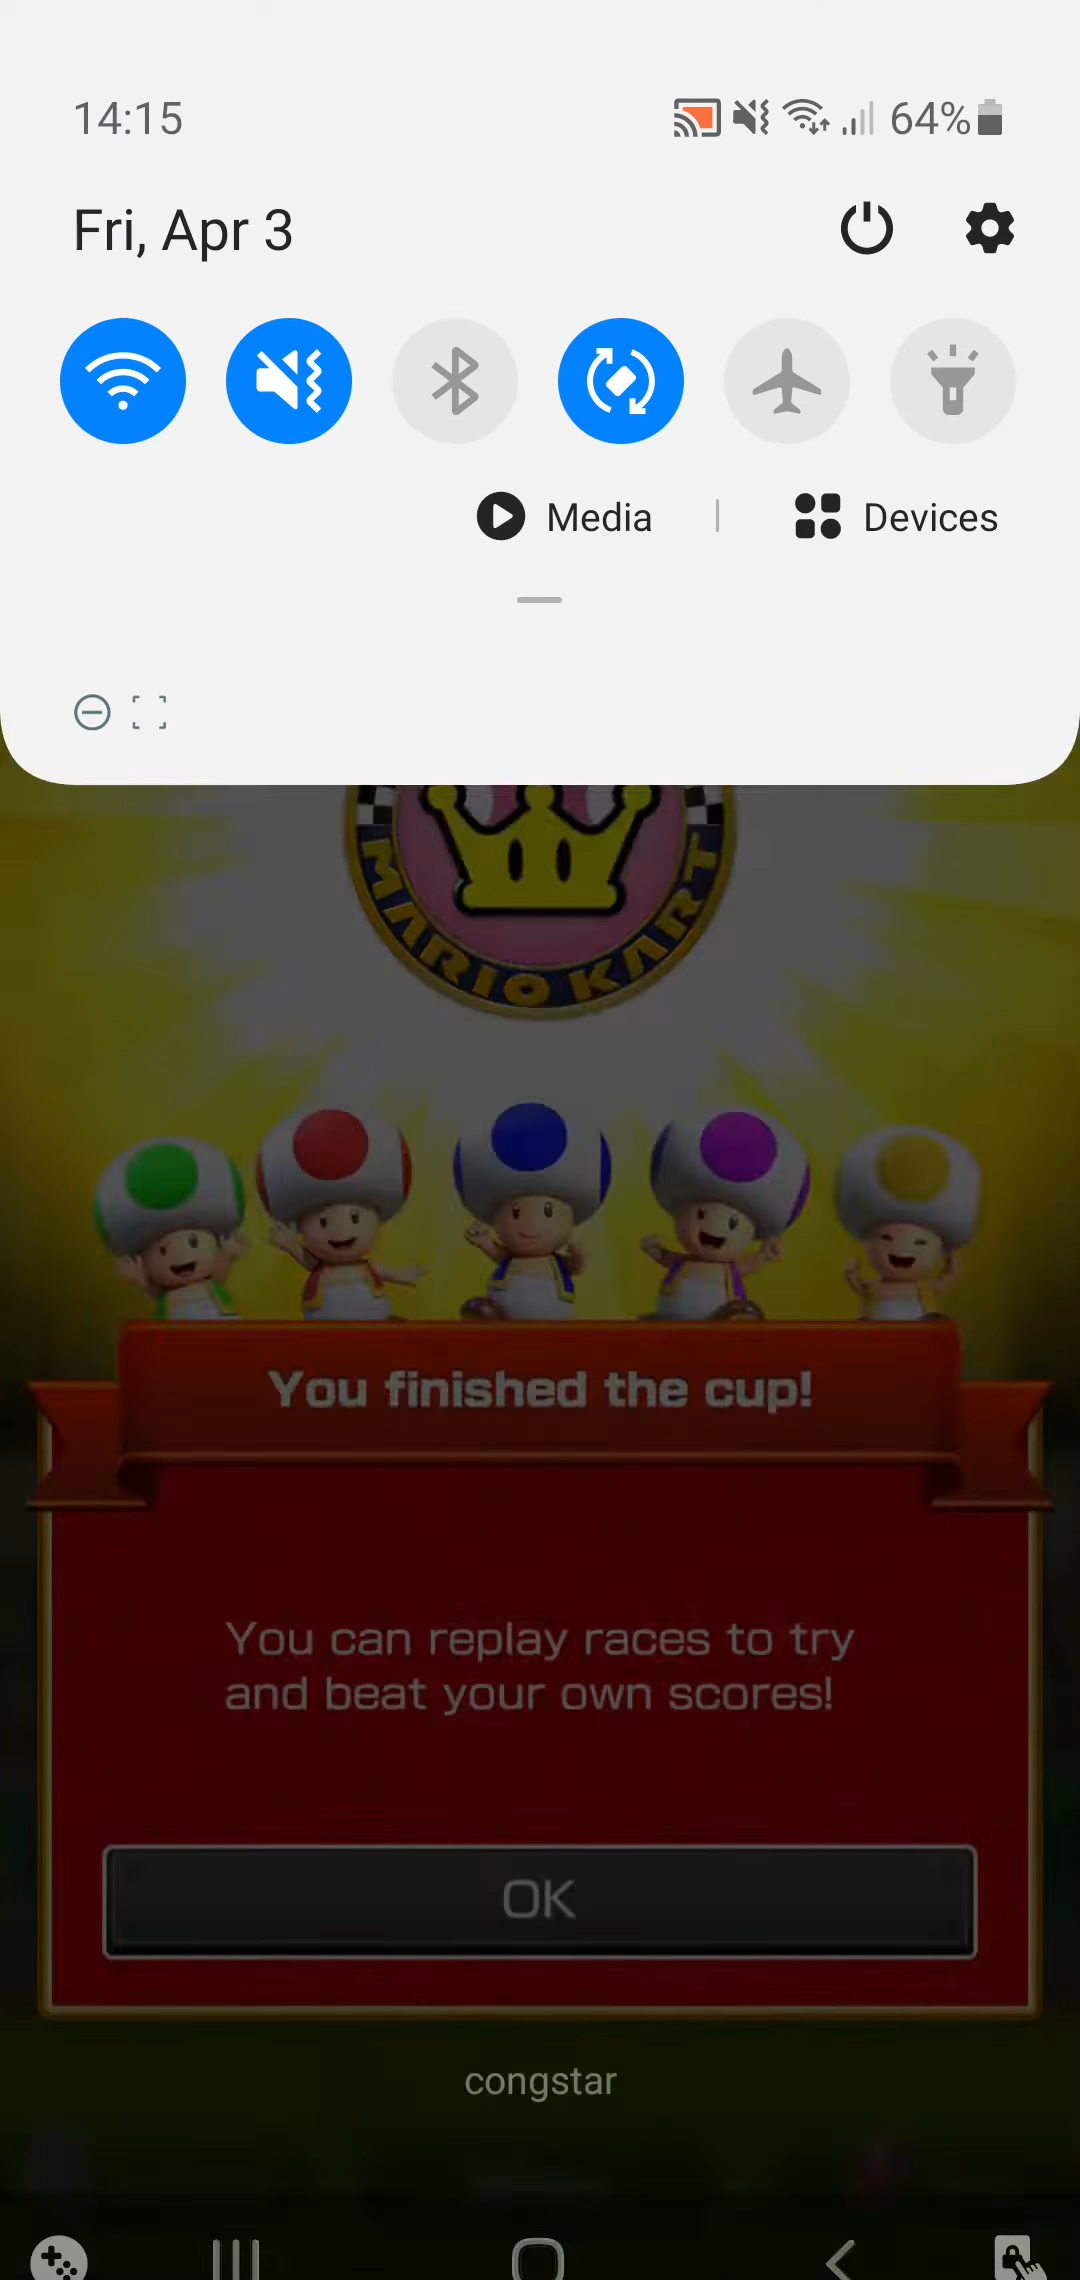 14:15
64%
Fri, Apr 3
Media
Devices
MARIO KART
You finished the cup!
You can replay races to try
and beat your own scores!
OK
congstar